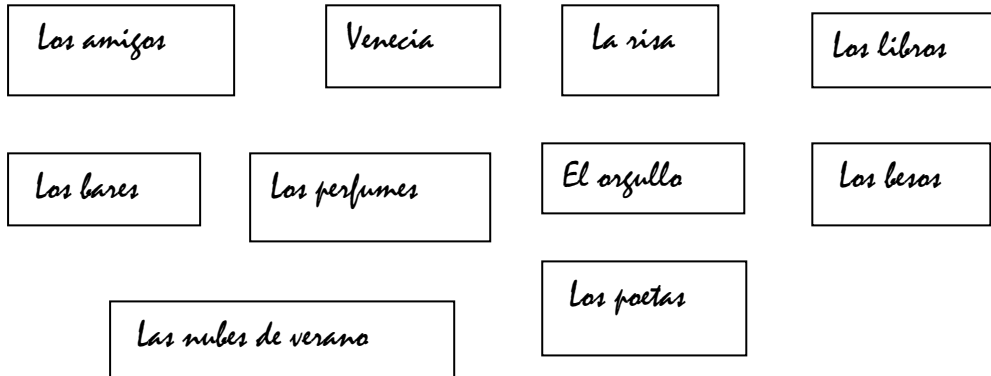 Los amigos
Venecia
La risa
Los libros
Los bares
Los perfumes
El orgullo
Los besos
Los poetas
Las nubes de verano